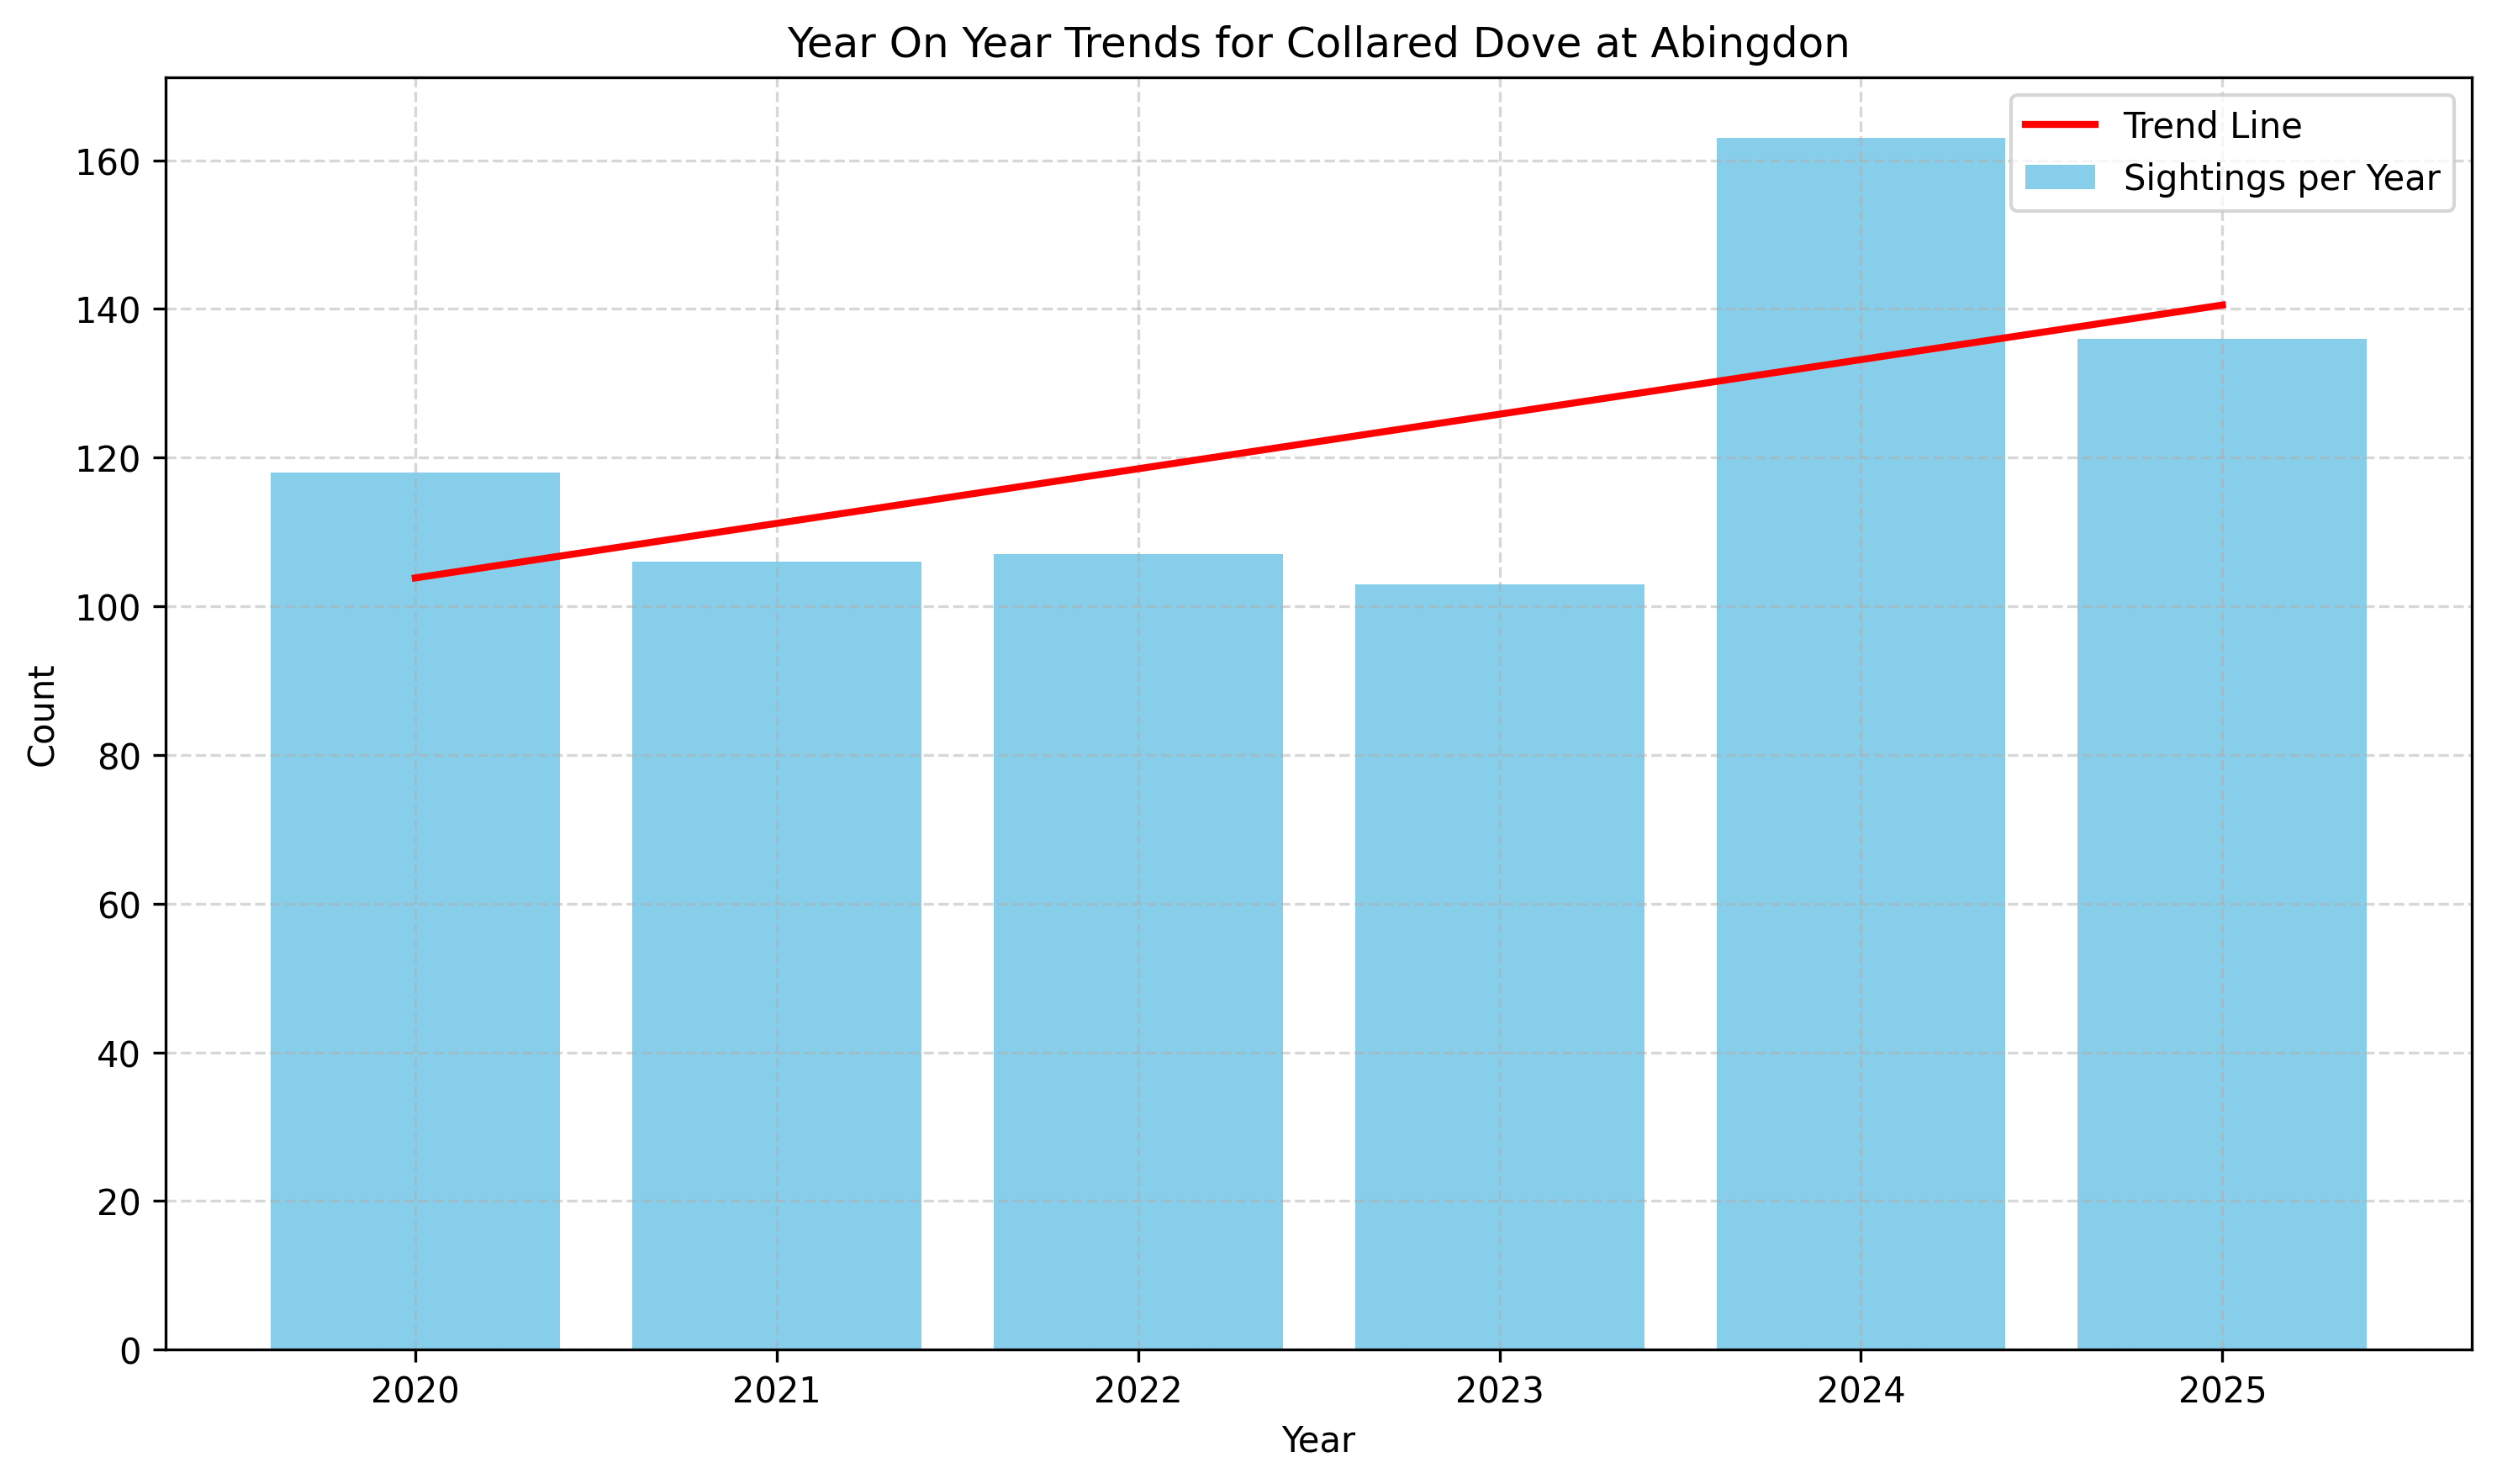 Year On Year Trends for Collared Dove at Abingdon
Trend Line
Sightings per Year
160
140
120
100
80
60
40
20
0
Count
2020 2021 2022 2023 2024 2025
Year